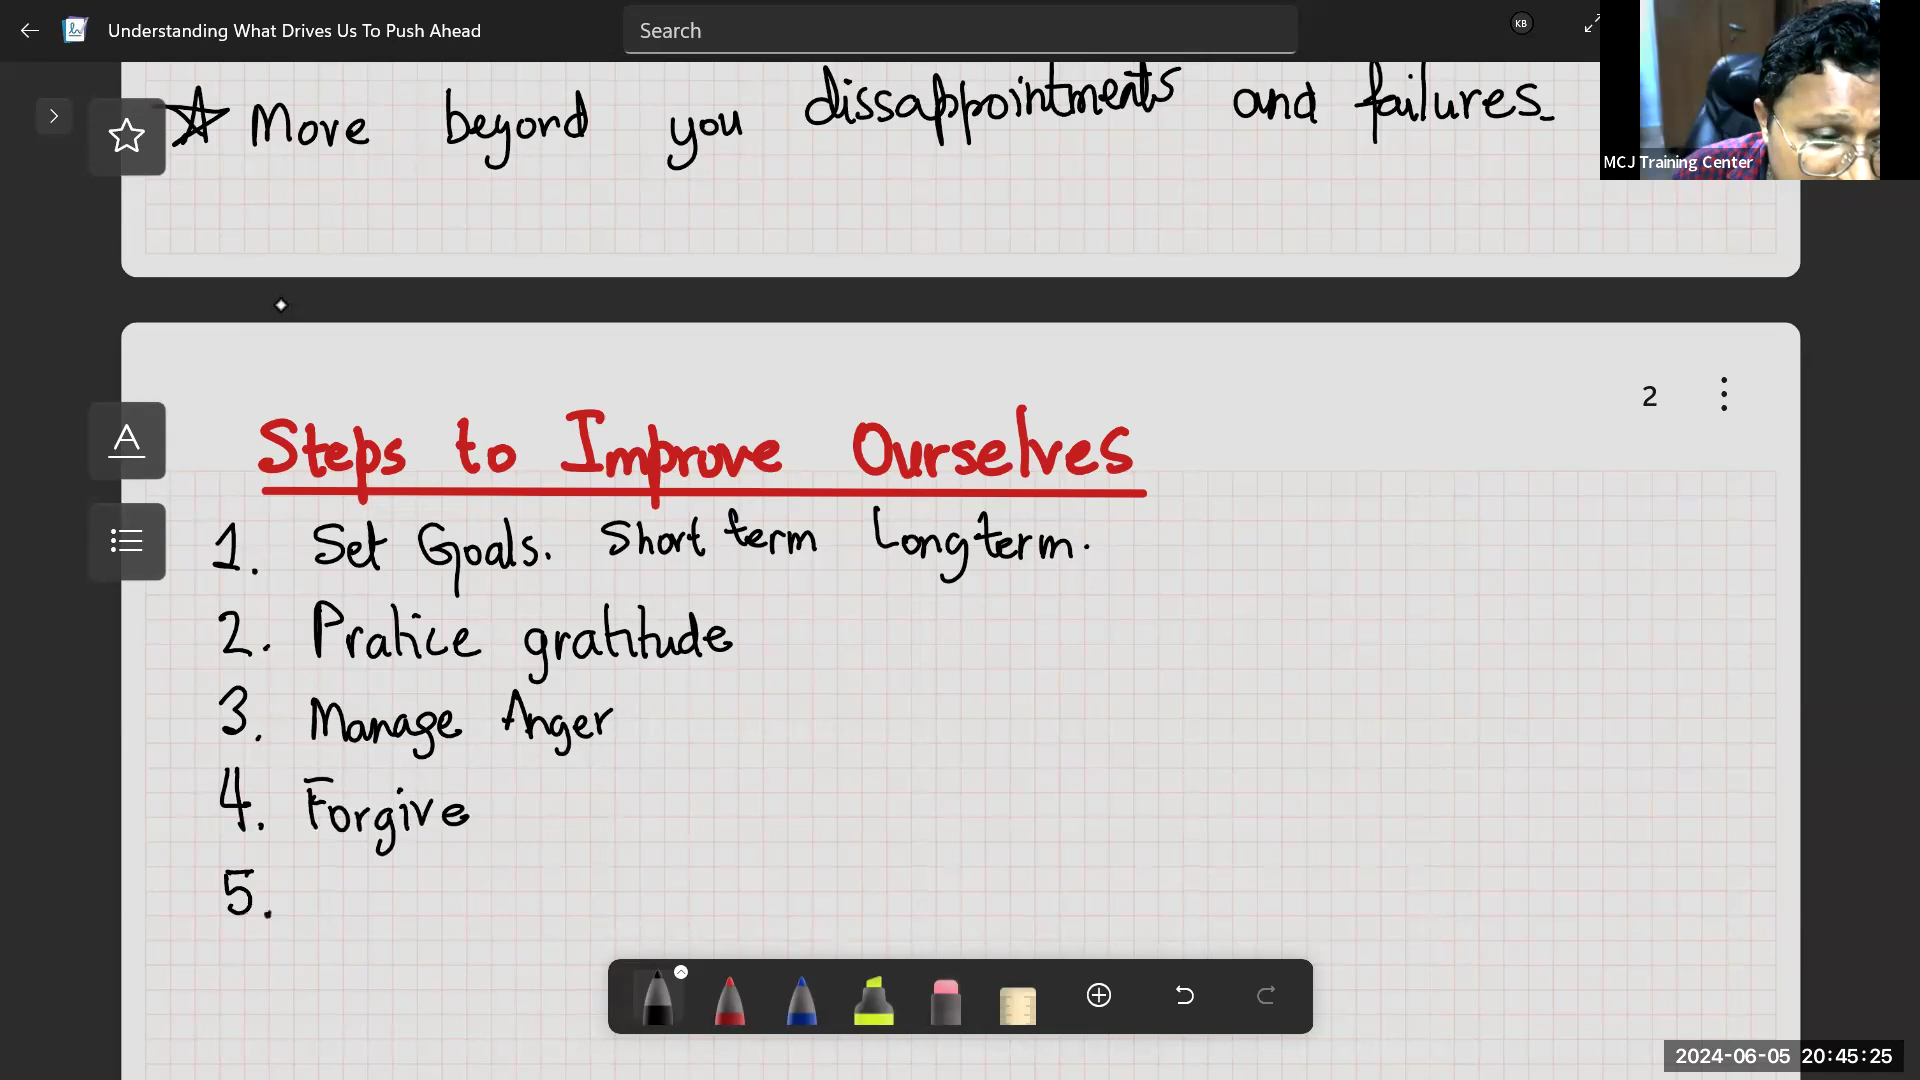 Understanding What Drives Us To Push Ahead
Search
KB
Move beyond you dissappointments and failures
MCJ Training Center
2
Steps to Improve Ourselves
1. Set Goals. Short term Long term.
2. Pratice gratitude
3. Manage Anger
4. Forgive
5.
2024-06-05 20:45:25